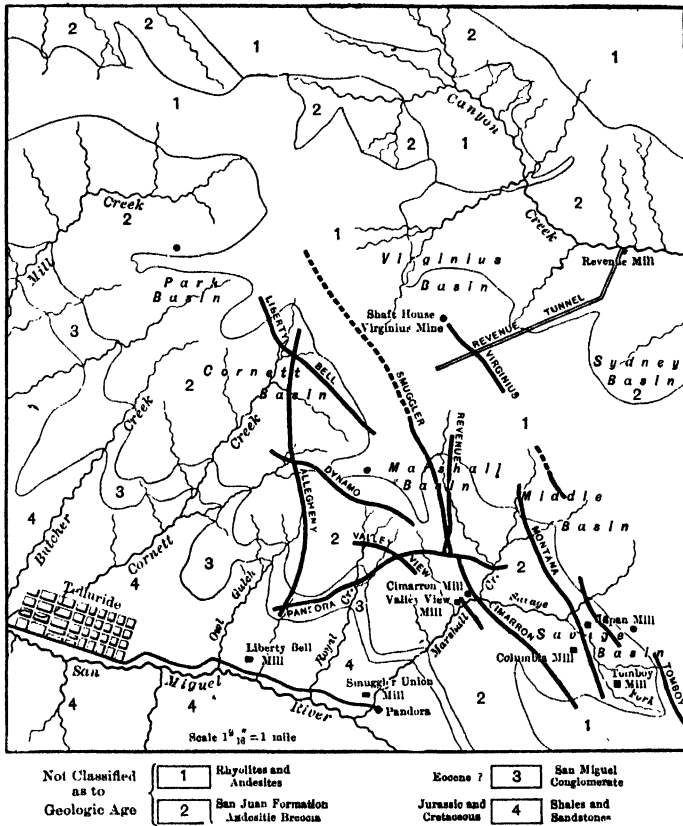 2
2
1
2
1
2
Canyon
1
2
2
Creek
2
Mill
Creek
2
1
Virginius
Basin
Revenue Mill
Park
Basin
Shaft House
Virginius Mine
REVENUE TUNNEL
VIRGINIUS
Sydney
Basin
2
LIBERTY BELL
SMUGGLER
3
2
Cornett
Basin
Creek
Creek
REVENUE
1
4
3
Butcher
Cornett
4
ALLEGHENY
DYNAMO
Marshall
Basin
Middle
Basin
MONTANA
3
2
VALLEY VIEW
2
Telluride
Owl Gulch
PANDORA
Cr.
3
Royal
Cimarron Mill
Valley View
Mill
Cr.
Marshall
CIMARRON
Savage
Japan Mill
Savage
Basin
Columbia Mill
Tomboy
Mill
Fork
TOMBOY
Liberty Bell
Mill
4
Smuggler Union
Mill
Pandora
San Miguel River
4
4
2
1
Scale 1 9/16" = 1 mile
Not Classified
as to
Geologic Age
1
Rhyolites and
Andesites
2
San Juan Formation
Andesitic Breccia
Eocene ?
3
San Miguel
Conglomerate
Jurassic and
Cretaceous
4
Shales and
Sandstones